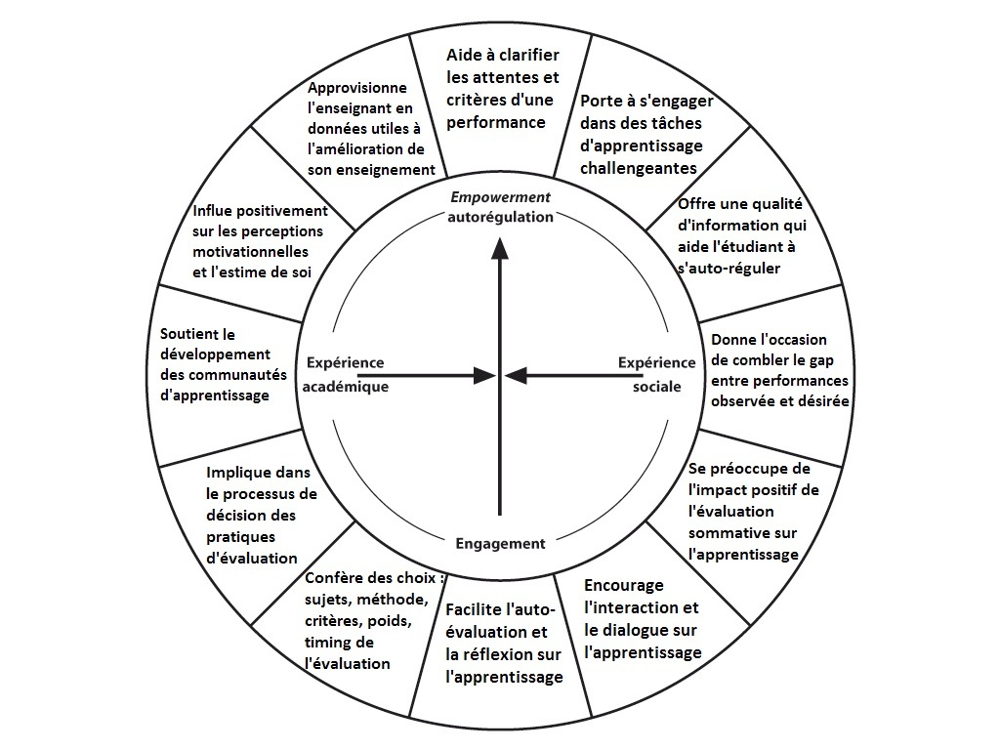 Aide à clarifier
les attentes et
critères d'une
performance
Porte à s'engager
dans des tâches
d'apprentissage
challengeantes
Offre une qualité
d'information qui
aide l'étudiant à
s'auto-réguler
Donne l'occasion
de combler le gap
entre performances
observée et désirée
Se préoccupe de
l'impact positif de
l'évaluation
sommative sur
l'apprentissage
Encourage
l'interaction et
le dialogue sur
l'apprentissage
Facilite l'auto-
évaluation et
la réflexion sur
l'apprentissage
Confère des choix :
sujets, méthode,
critères, poids,
timing de
l'évaluation
Implique dans
le processus de
décision des
pratiques
d'évaluation
Soutient le
développement
des communautés
d'apprentissage
Influe positivement
sur les perceptions
motivationnelles
et l'estime de soi
Approvisionne
l'enseignant en
données utiles à
l'amélioration de
son enseignement
Empowerment
autorégulation
Expérience
académique
Expérience
sociale
Engagement